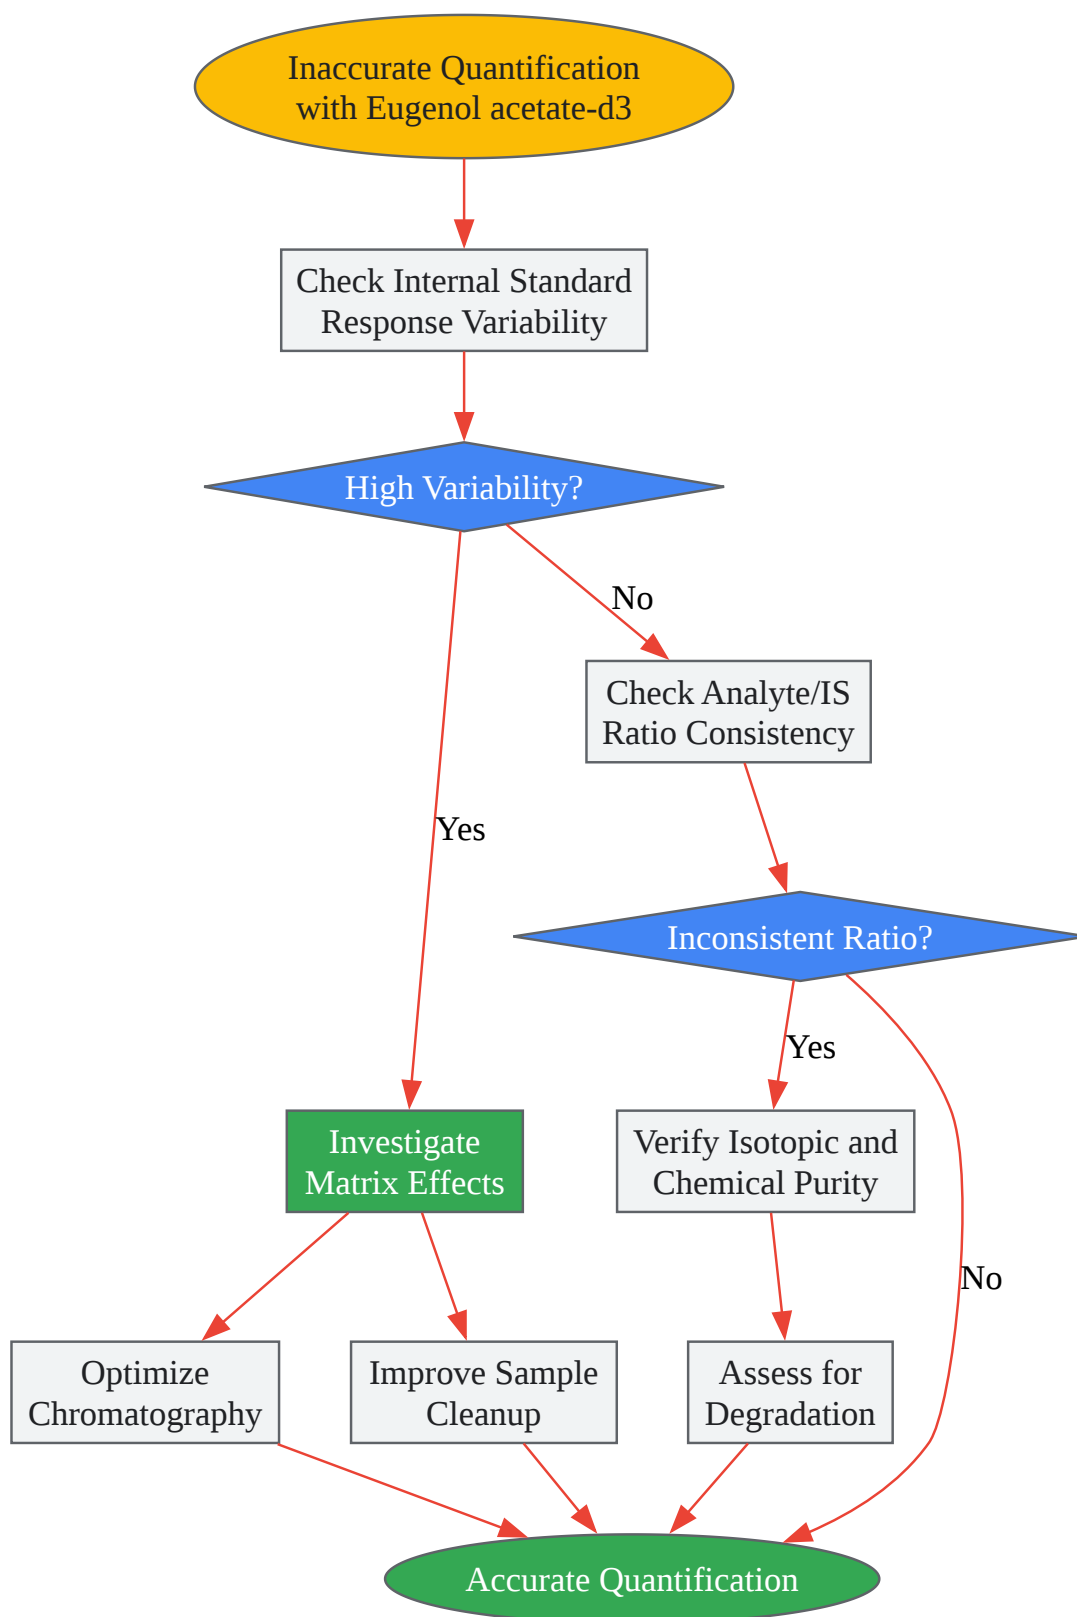 Inaccurate Quantification
with Eugenol acetate-d3
Check Internal Standard
Response Variability
High Variability?
No
Check Analyte/IS
Ratio Consistency
Yes
Inconsistent Ratio?
Yes
Investigate
Matrix Effects
Verify Isotopic and
Chemical Purity
No
Optimize
Chromatography
Improve Sample
Cleanup
Assess for
Degradation
Accurate Quantification